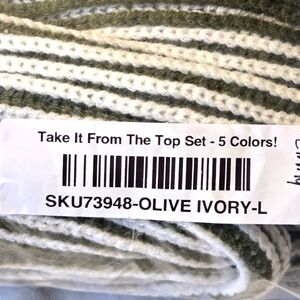 Take It From The Top Set - 5 Colors!
SKU73948-OLIVE IVORY-L